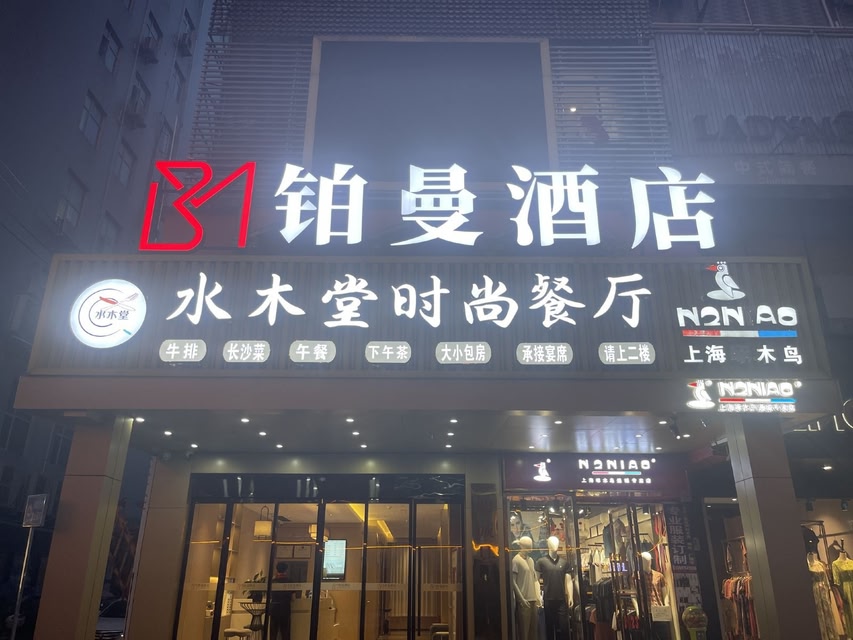 BM 铂曼酒店
水木堂
水木堂时尚餐厅
牛排 长沙菜 午餐 下午茶 大小包房 承接宴席 请上二楼
NONIAO
上海 木鸟
NONIAO
NONIAO